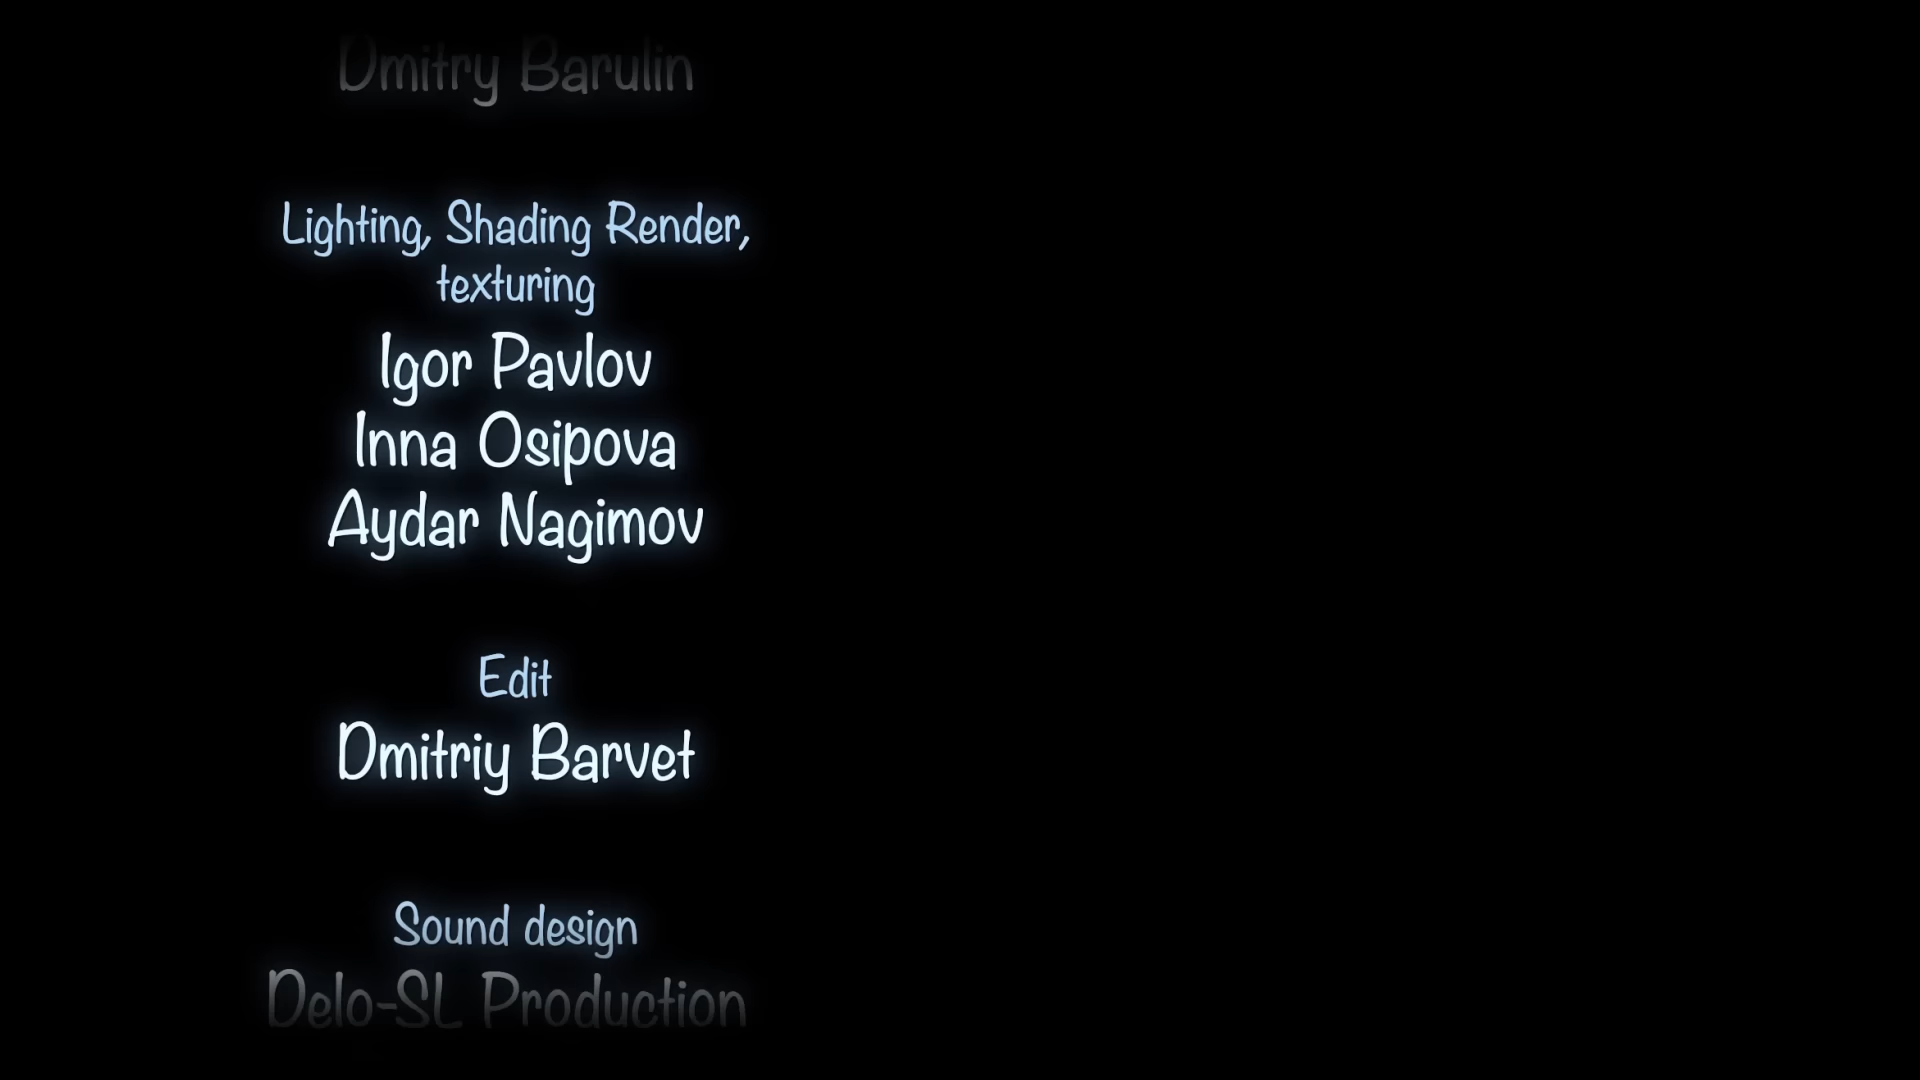 Dmitry Barulin
Lighting, Shading Render,
texturing
Igor Pavlov
Inna Osipova
Aydar Nagimov
Edit
Dmitriy Barvet
Sound design
Delo-SL Production